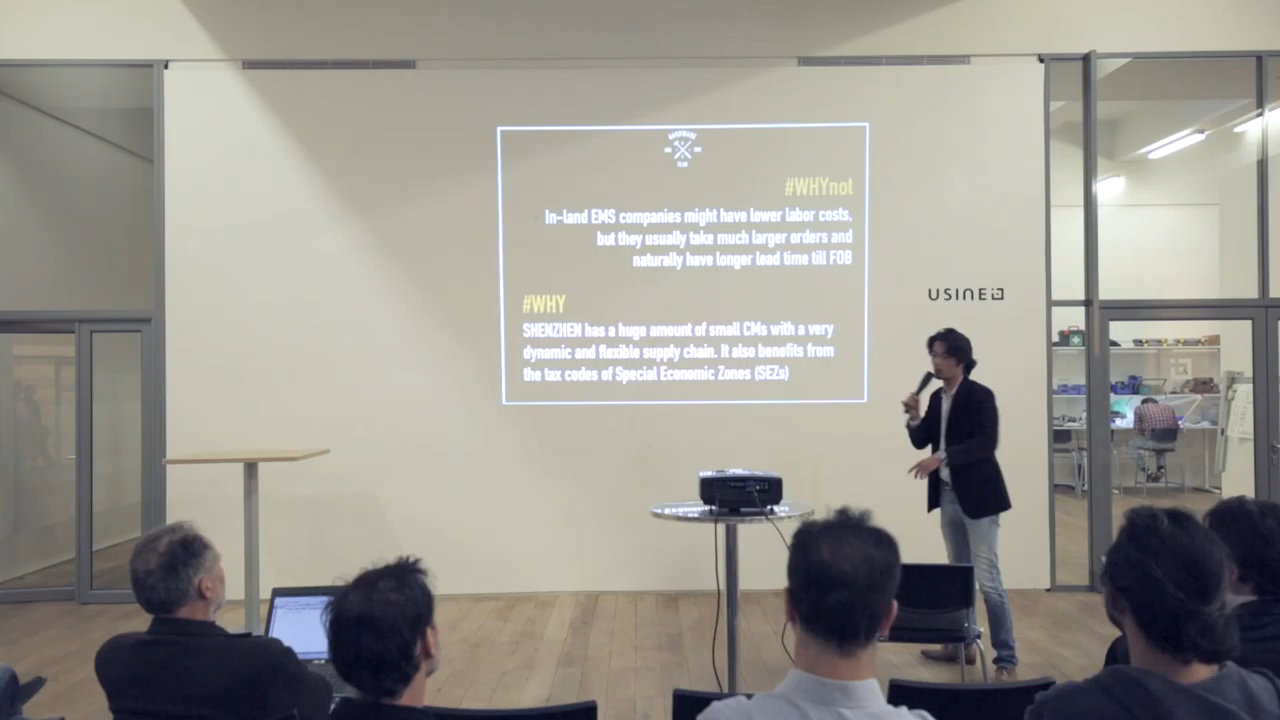 HARDWARE
CLUB
#WHYnot
In-land EMS companies might have lower labor costs,
but they usually take much larger orders and
naturally have longer lead time till FOB
#WHY
SHENZHEN has a huge amount of small CMs with a very
dynamic and flexible supply chain. It also benefits from
the tax codes of Special Economic Zones (SEZs)
USINE